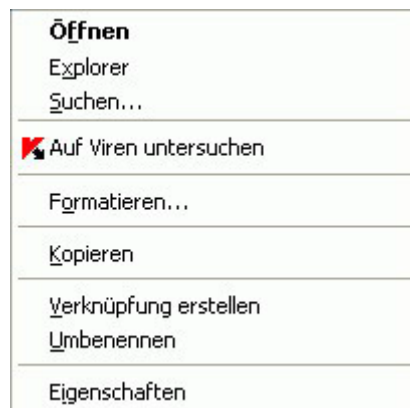 Öffnen
Explorer
Suchen...
Auf Viren untersuchen
Formatieren...
Kopieren
Verknüpfung erstellen
Umbenennen
Eigenschaften